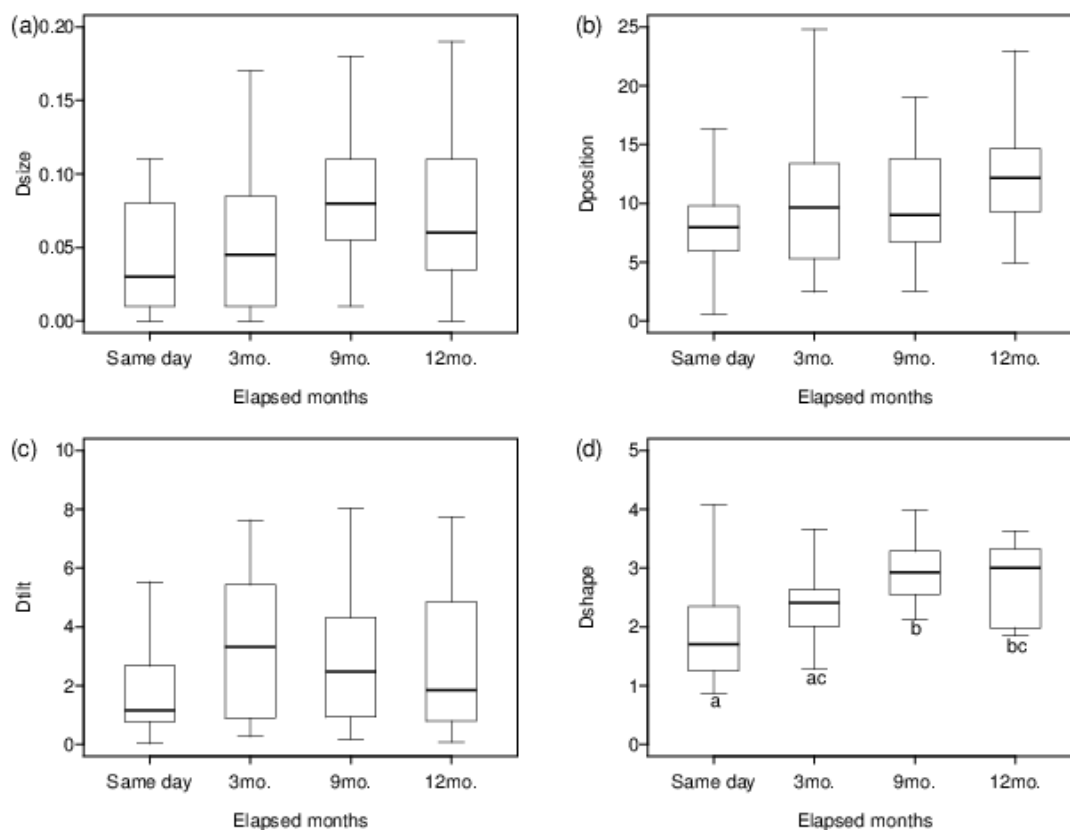 (a)
0.20
0.15
0.10
0.05
0.00
Dsize
Same day 3mo. 9mo. 12mo.
Elapsed months
(b)
25
20
15
10
5
0
Dposition
Same day 3mo. 9mo. 12mo.
Elapsed months
(c)
10
8
6
4
2
0
Dtilt
Same day 3mo. 9mo. 12mo.
Elapsed months
(d)
5
4
3
2
1
0
Dshape
a ac b bc
Same day 3mo. 9mo. 12mo.
Elapsed months